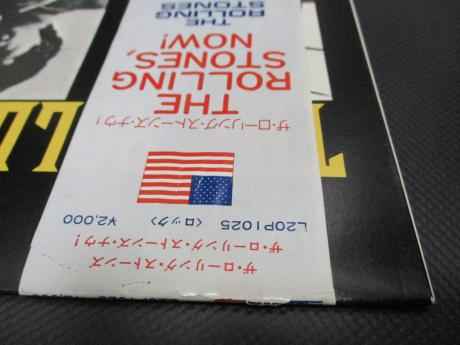 ザ・ローリング・ストーンズ
ザ・ローリング・ストーンズ・ナウ!
L20P1025 〈ロック〉 ¥2,000
ザ・ローリング・ストーンズ・ナウ!
THE
ROLLING
STONES,
NOW!
THE
ROLLING
STONES